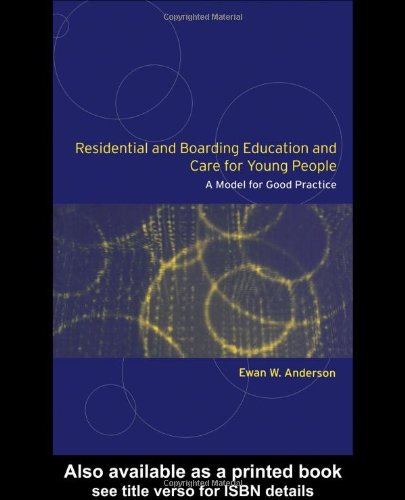 Copyrighted Material
Residential and Boarding Education and
Care for Young People
A Model for Good Practice
Ewan W. Anderson
Copyrighted Material
Also available as a printed book
see title verso for ISBN details